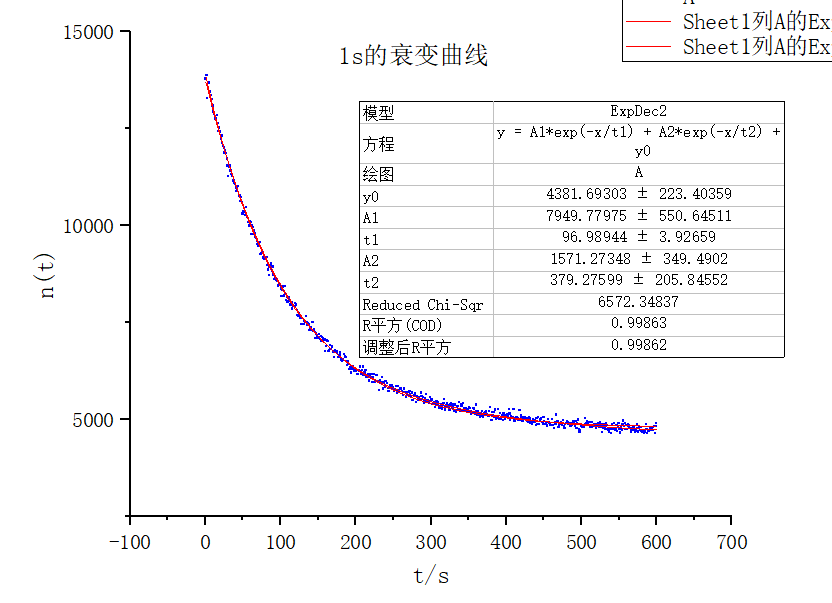 15000
10000
5000
n(t)
-100 0 100 200 300 400 500 600 700
t/s
1s的衰变曲线
A
Sheet1列A的Ex
Sheet1列A的Exp
模型 ExpDec2
方程 y = A1*exp(-x/t1) + A2*exp(-x/t2) +
y0
绘图 A
y0 4381.69303 ± 223.40359
A1 7949.77975 ± 550.64511
t1 96.98944 ± 3.92659
A2 1571.27348 ± 349.4902
t2 379.27599 ± 205.84552
Reduced Chi-Sqr 6572.34837
R平方(COD) 0.99863
调整后R平方 0.99862